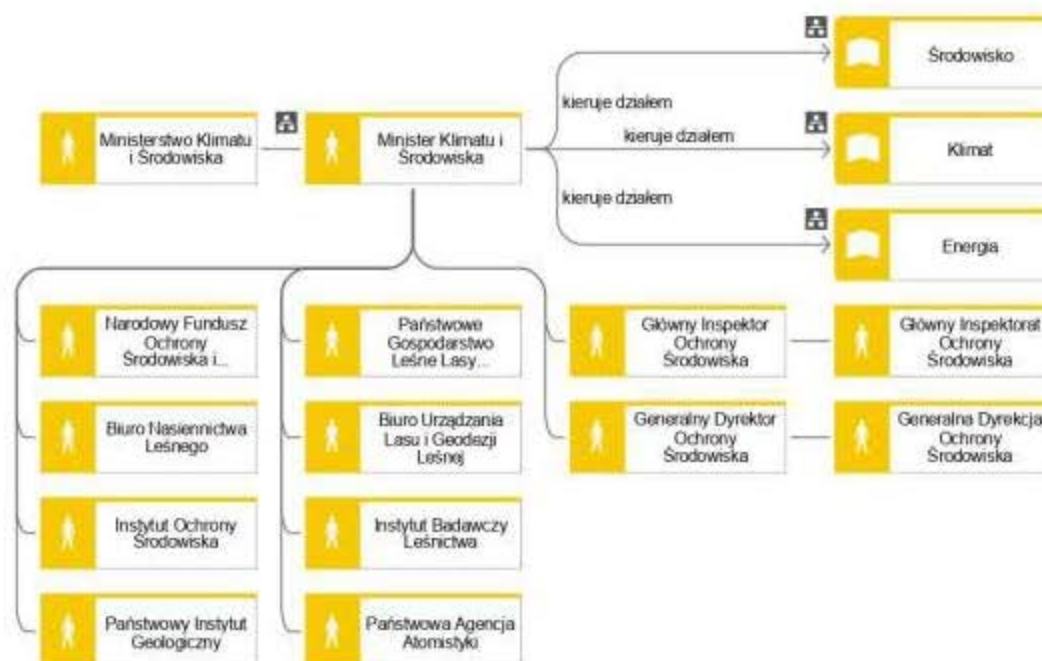 Środowisko
kieruje działem
Ministerstwo Klimatu
i Środowiska
Minister Klimatu i
Środowiska
kieruje działem
Klimat
kieruje działem
Energia
Narodowy Fundusz
Ochrony
Środowiska i...
Państwowe
Gospodarstwo
Leśne Lasy...
Główny Inspektor
Ochrony
Środowiska
Główny Inspektorat
Ochrony
Środowiska
Biuro Nasiennictwa
Leśnego
Biuro Urządzania
Lasu i Geodezji
Leśnej
Generalny Dyrektor
Ochrony
Środowiska
Generalna Dyrekcja
Ochrony
Środowiska
Instytut Ochrony
Środowiska
Instytut Badawczy
Leśnictwa
Państwowy Instytut
Geologiczny
Państwowa Agencja
Atomistyki